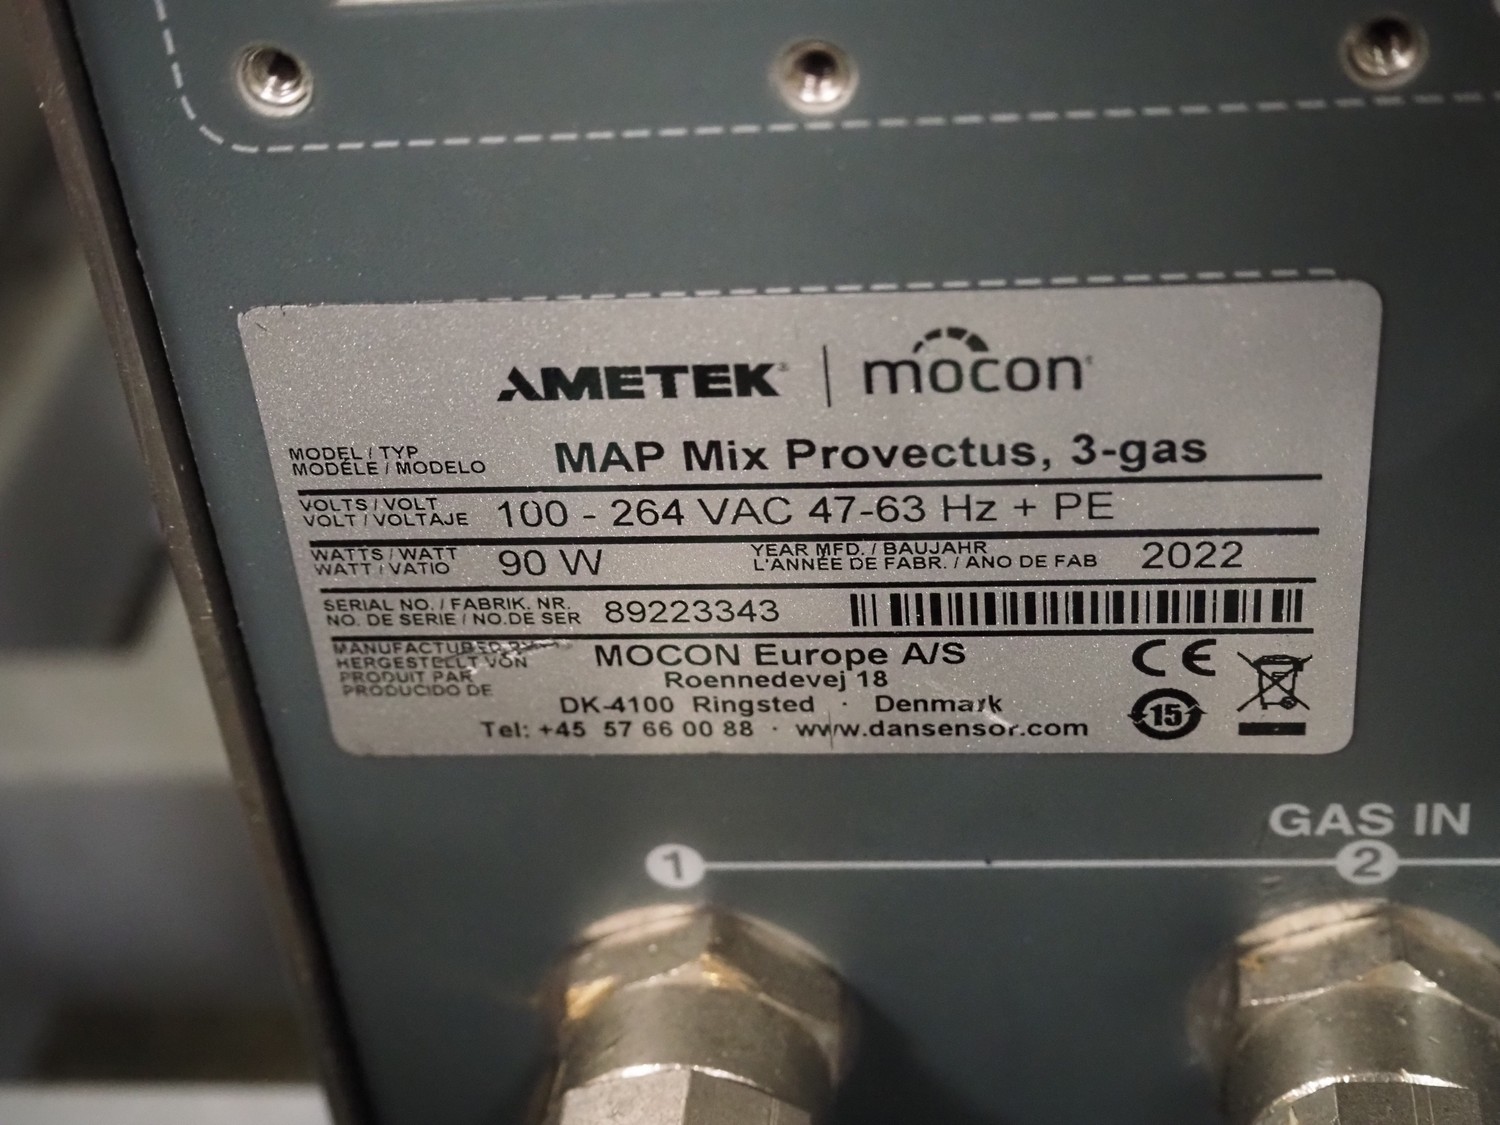 AMETEK® | mocon®
MODEL / TYP
MODÈLE / MODELO
MAP Mix Provectus, 3-gas
VOLTS / VOLT
VOLT / VOLTAJE
100 - 264 VAC 47-63 Hz + PE
WATTS / WATT
WATT / VATIO
90 W
YEAR MFD. / BAUJAHR
L'ANNÉE DE FABR. / ANO DE FAB
2022
SERIAL NO. / FABRIK. NR.
NO. DE SERIE / NO.DE SER
89223343
MANUFACTURED BY
HERGESTELLT VON
PRODUIT PAR
PRODUCIDO DE
MOCON Europe A/S
Roennedevej 18
DK-4100 Ringsted · Denmark
Tel: +45 57 66 00 88 · www.dansensor.com
CE
15
GAS IN
1
2